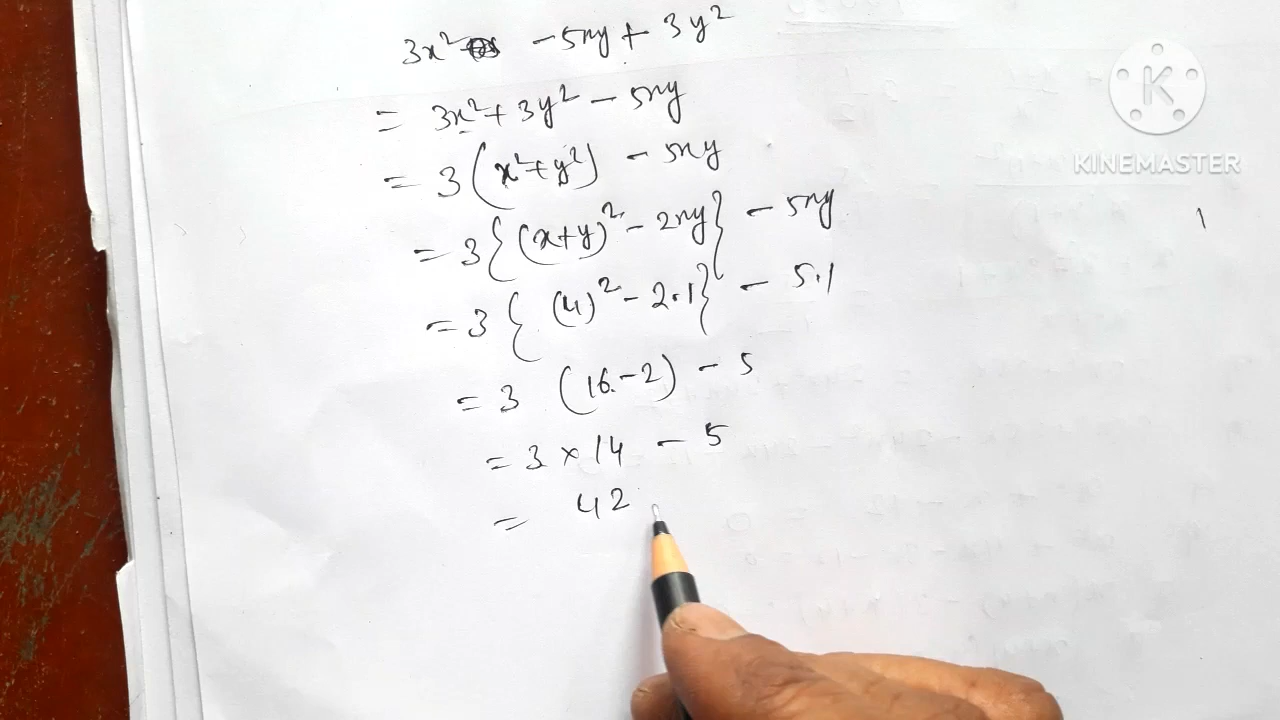 3x² - 5xy + 3y²
= 3x² + 3y² - 5xy
= 3(x² + y²) - 5xy
= 3{(x+y)² - 2xy} - 5xy
= 3{(4)² - 2.1} - 5.1
= 3 (16 - 2) - 5
= 3 × 14 - 5
= 42
K
KINEMASTER
1